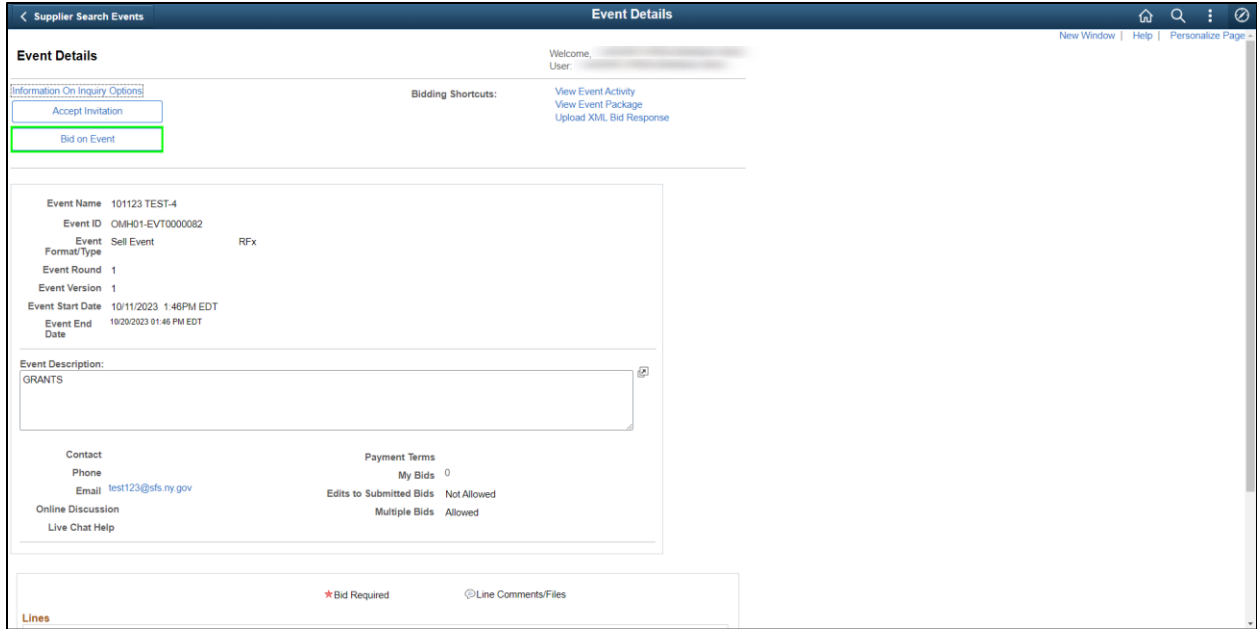 Supplier Search Events
Event Details
New Window | Help | Personalize Page
Event Details
Welcome,
User:
Information On Inquiry Options
Accept Invitation
Bid on Event
Bidding Shortcuts:
View Event Activity
View Event Package
Upload XML Bid Response
Event Name 101123 TEST-4
Event ID OMH01-EVT0000082
Event Format/Type Sell Event RFx
Event Round 1
Event Version 1
Event Start Date 10/11/2023 1:46PM EDT
Event End Date 10/20/2023 01:46 PM EDT
Event Description:
GRANTS
Contact
Phone
Email test123@sfs.ny.gov
Online Discussion
Live Chat Help
Payment Terms
My Bids 0
Edits to Submitted Bids Not Allowed
Multiple Bids Allowed
Bid Required
Line Comments/Files
Lines